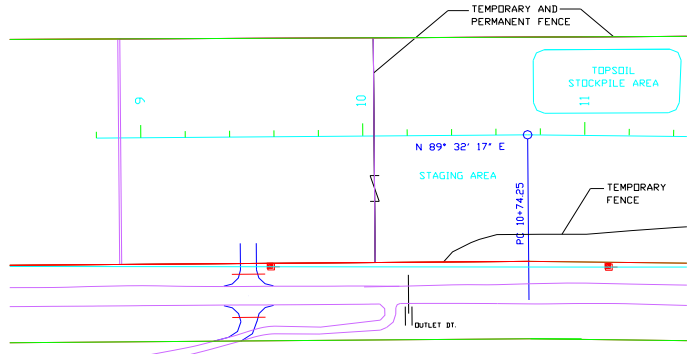 TEMPORARY AND
PERMANENT FENCE
TOPSOIL
STOCKPILE AREA
9
10
11
N 89° 32' 17" E
STAGING AREA
PC 10+74.25
TEMPORARY
FENCE
OUTLET DT.